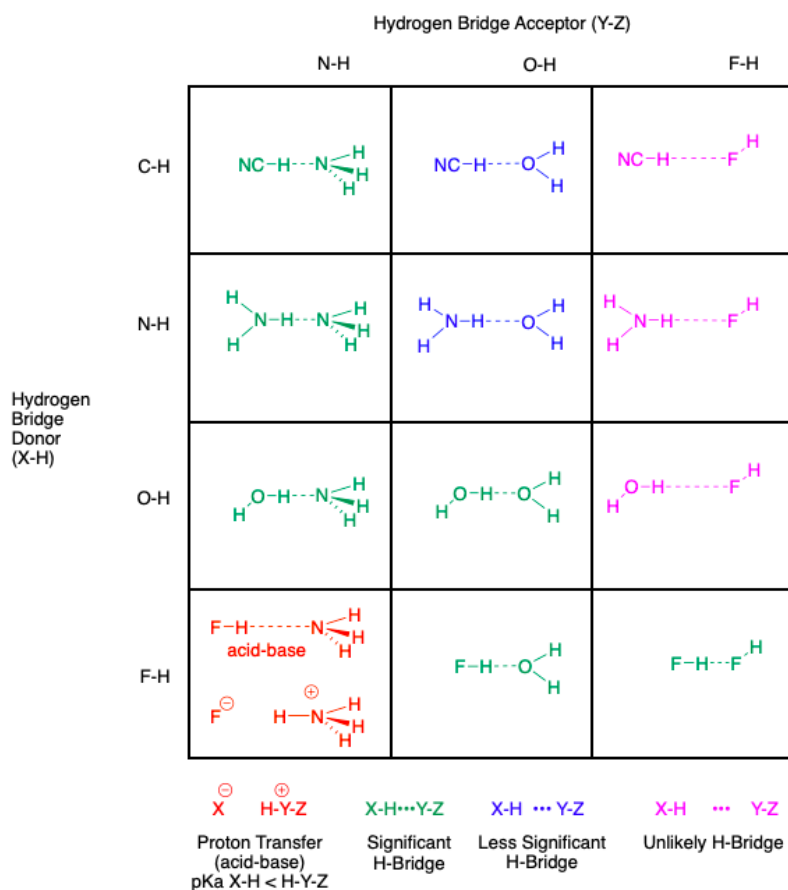 Hydrogen Bridge Acceptor (Y-Z)
N-H O-H F-H
C-H
NC H N H H H
NC H O H H
NC H F H
N-H
H H N H N H H H
H H N H O H H
H H N H F H
Hydrogen
Bridge
Donor
(X-H)
O-H
H O H N H H H
H O H O H H
H O H F H
F-H
F H N H H H
acid-base
F⊖ H N⊕ H H H
F H O H H
F H F H
X⊖ H-Y⊕-Z
X-H•••Y-Z
X-H ••• Y-Z
X-H ••• Y-Z
Proton Transfer
(acid-base)
pKa X-H < H-Y-Z
Significant
H-Bridge
Less Significant
H-Bridge
Unlikely H-Bridge